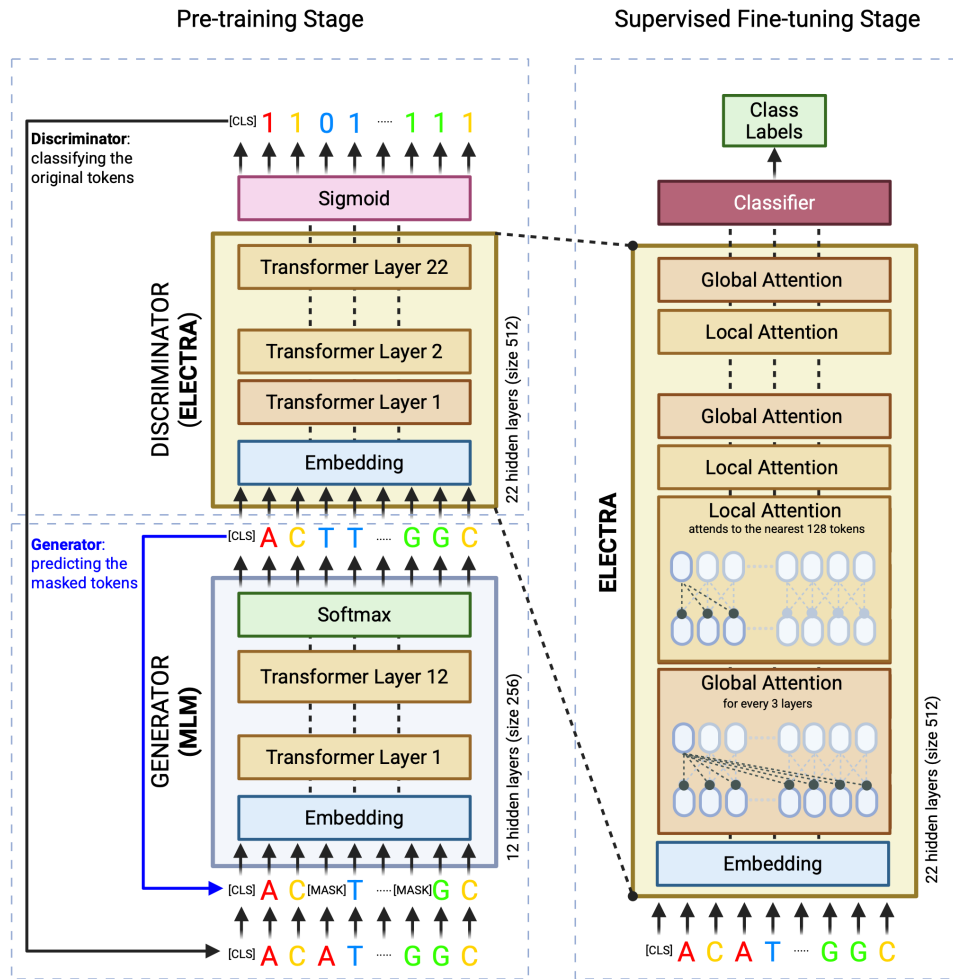 Pre-training Stage
[CLS] 1 1 0 1 ..... 1 1 1
Discriminator:
classifying the
original tokens
Sigmoid
Transformer Layer 22
Transformer Layer 2
Transformer Layer 1
Embedding
DISCRIMINATOR
(ELECTRA)
22 hidden layers (size 512)
[CLS] A C T T ..... G G C
Generator:
predicting the
masked tokens
Softmax
Transformer Layer 12
Transformer Layer 1
Embedding
GENERATOR
(MLM)
12 hidden layers (size 256)
[CLS] A C [MASK] T ..... [MASK] G C
[CLS] A C A T ..... G G C
Supervised Fine-tuning Stage
Class
Labels
Classifier
Global Attention
Local Attention
Global Attention
Local Attention
Local Attention
attends to the nearest 128 tokens
Global Attention
for every 3 layers
Embedding
ELECTRA
22 hidden layers (size 512)
[CLS] A C A T ..... G G C